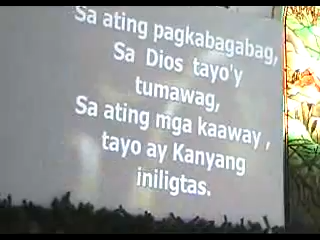 Sa ating pagkabagabag,
Sa Dios tayo'y
tumawag,
Sa ating mga kaaway ,
tayo ay Kanyang
iniligtas.